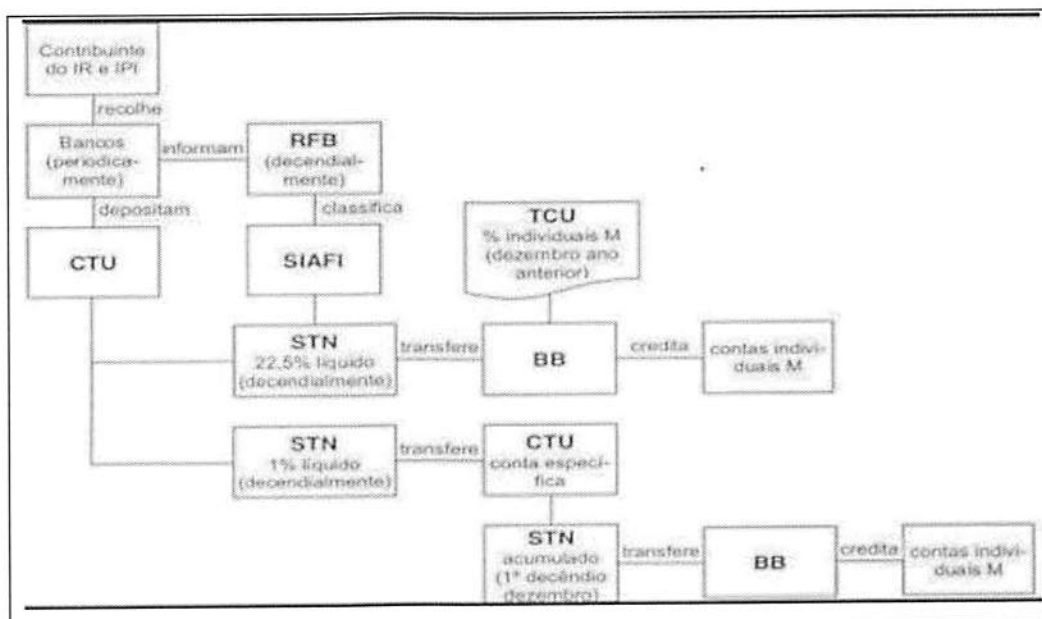 Contribuinte
do IR e IPI
recolhe
Bancos
(periodica-
mente)
informam
RFB
(decendial-
mente)
depositam
classifica
CTU
SIAFI
TCU
% individuais M
(dezembro ano
anterior)
STN
22,5% líquido
(decendialmente)
transfere
BB
credita
contas indivi-
duais M
STN
1% líquido
(decendialmente)
transfere
CTU
conta especí-
fica
STN
acumulado
(1º decêndio
dezembro)
transfere
BB
credita
contas indivi-
duais M